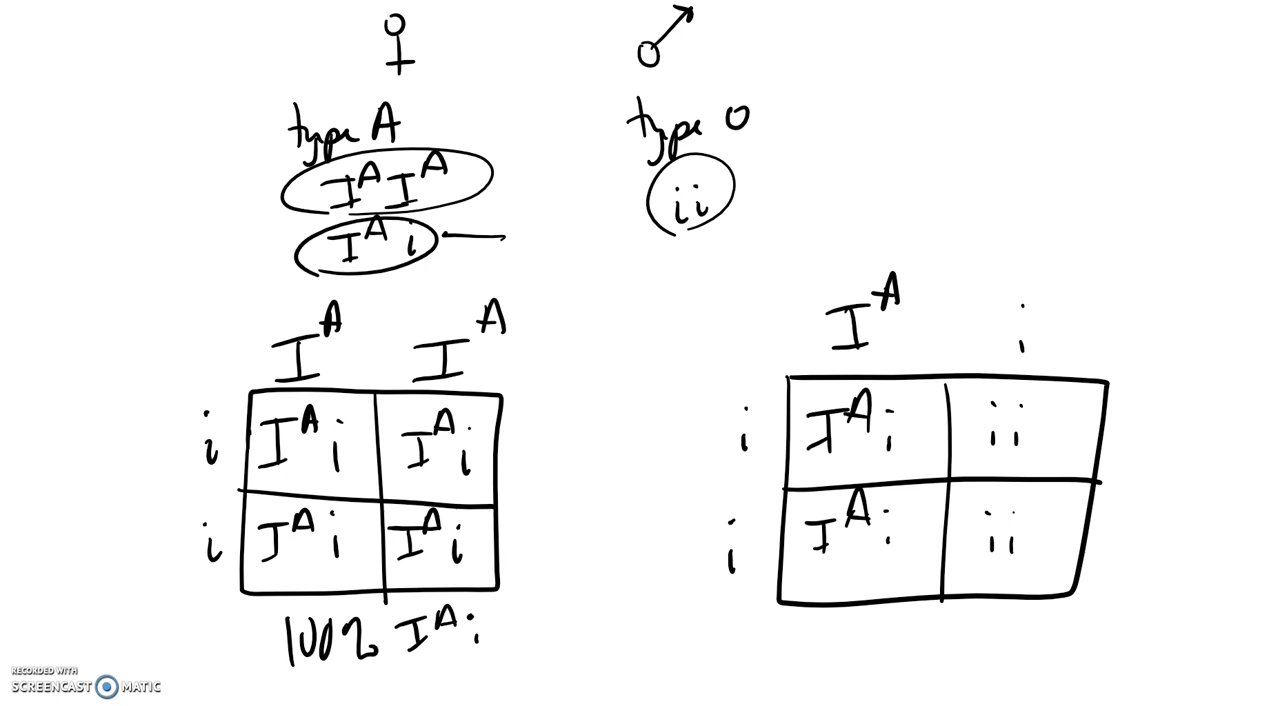 type A
type O
I^A I^A
ii
I^A i
I^A I^A
i I^A i I^A i
i I^A i I^A i
100% I^A i
I^A i
i I^A i ii
i I^A i ii
RECORDED WITH
SCREENCAST MATIC